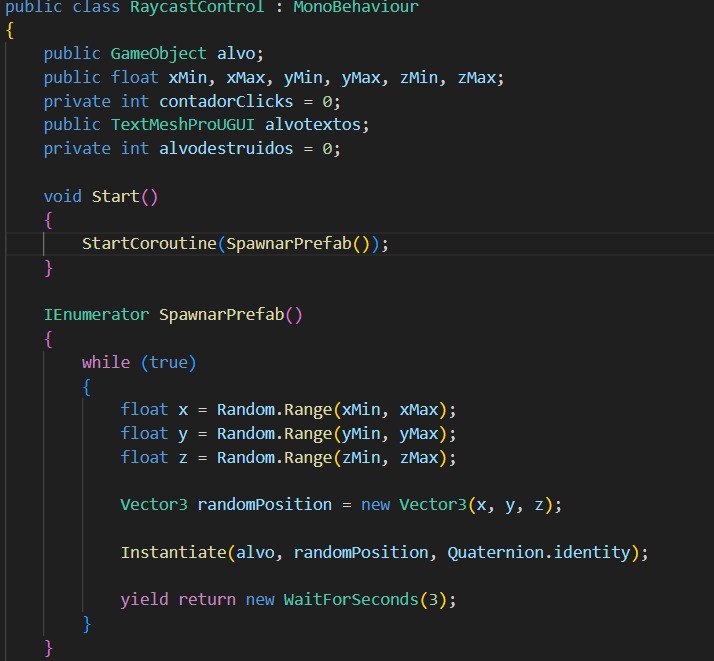 public class RaycastControl : MonoBehaviour
{
    public GameObject alvo;
    public float xMin, xMax, yMin, yMax, zMin, zMax;
    private int contadorClicks = 0;
    public TextMeshProUGUI alvotextos;
    private int alvodestruidos = 0;

    void Start()
    {
        StartCoroutine(SpawnarPrefab());
    }

    IEnumerator SpawnarPrefab()
    {
        while (true)
        {
            float x = Random.Range(xMin, xMax);
            float y = Random.Range(yMin, yMax);
            float z = Random.Range(zMin, zMax);

            Vector3 randomPosition = new Vector3(x, y, z);

            Instantiate(alvo, randomPosition, Quaternion.identity);

            yield return new WaitForSeconds(3);
        }
    }